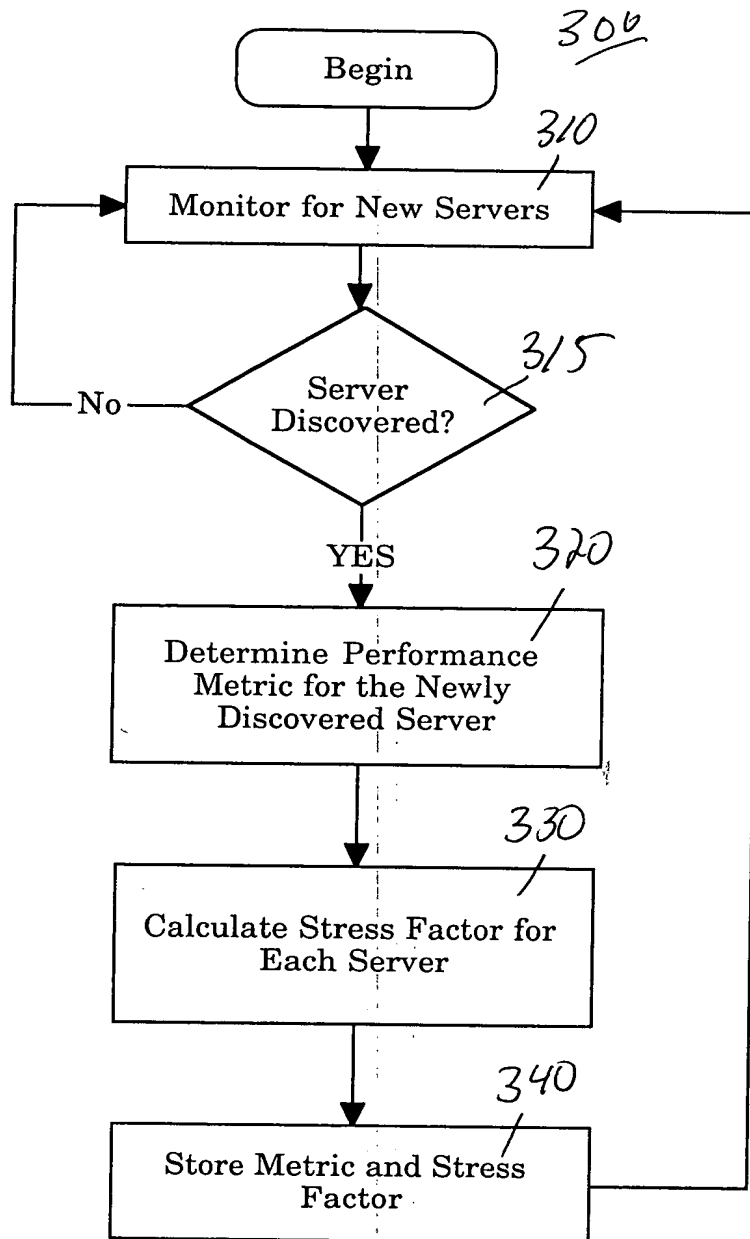 300
Begin
310
Monitor for New Servers
315
Server
Discovered?
No
YES
320
Determine Performance
Metric for the Newly
Discovered Server
330
Calculate Stress Factor for
Each Server
340
Store Metric and Stress
Factor